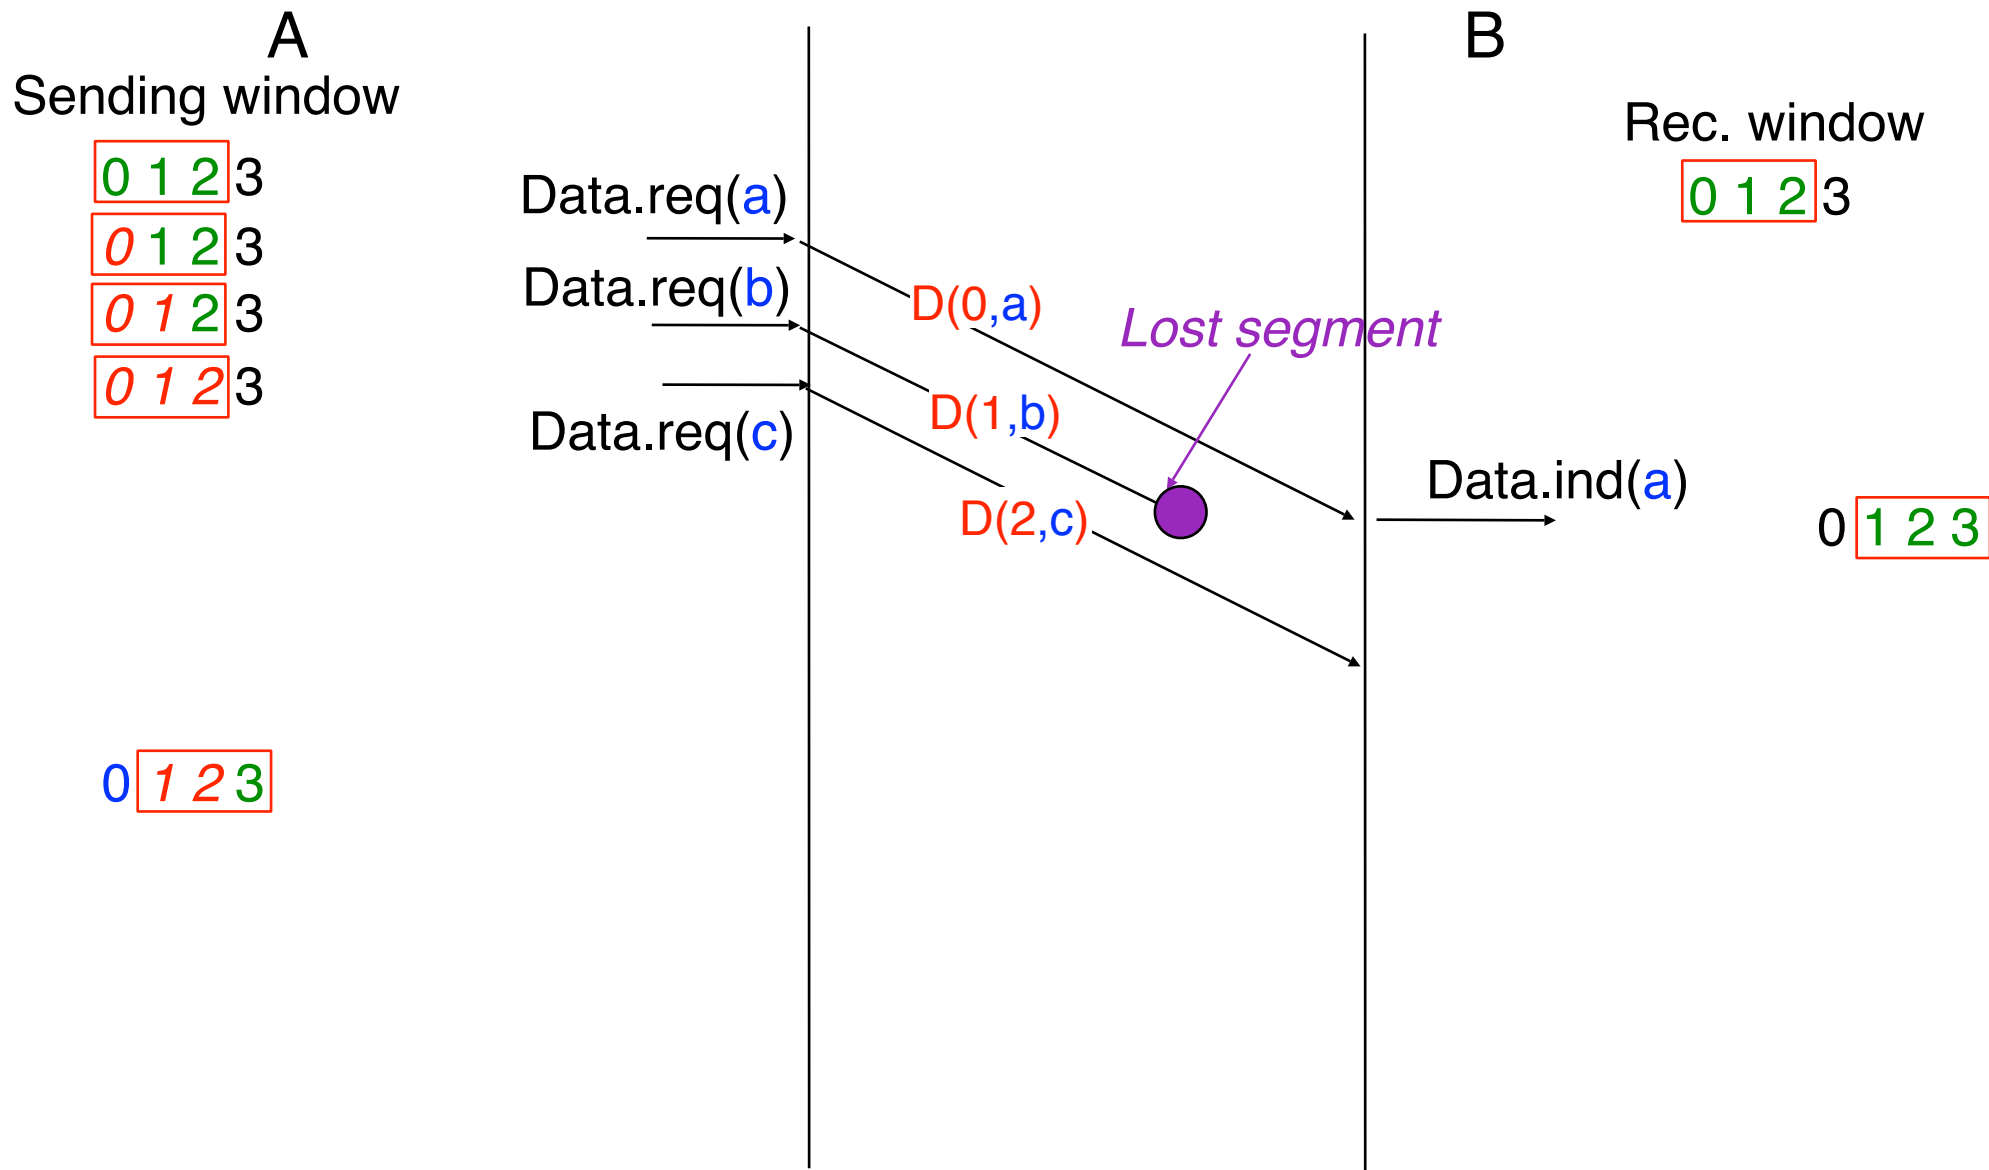 A
B
Sending window
Rec. window
0 1 2 3
0 1 2 3
Data.req(a)
0 1 2 3
Data.req(b)
D(0,a)
0 1 2 3
Lost segment
0 1 2 3
D(1,b)
Data.req(c)
Data.ind(a)
D(2,c)
0 1 2 3
0 1 2 3